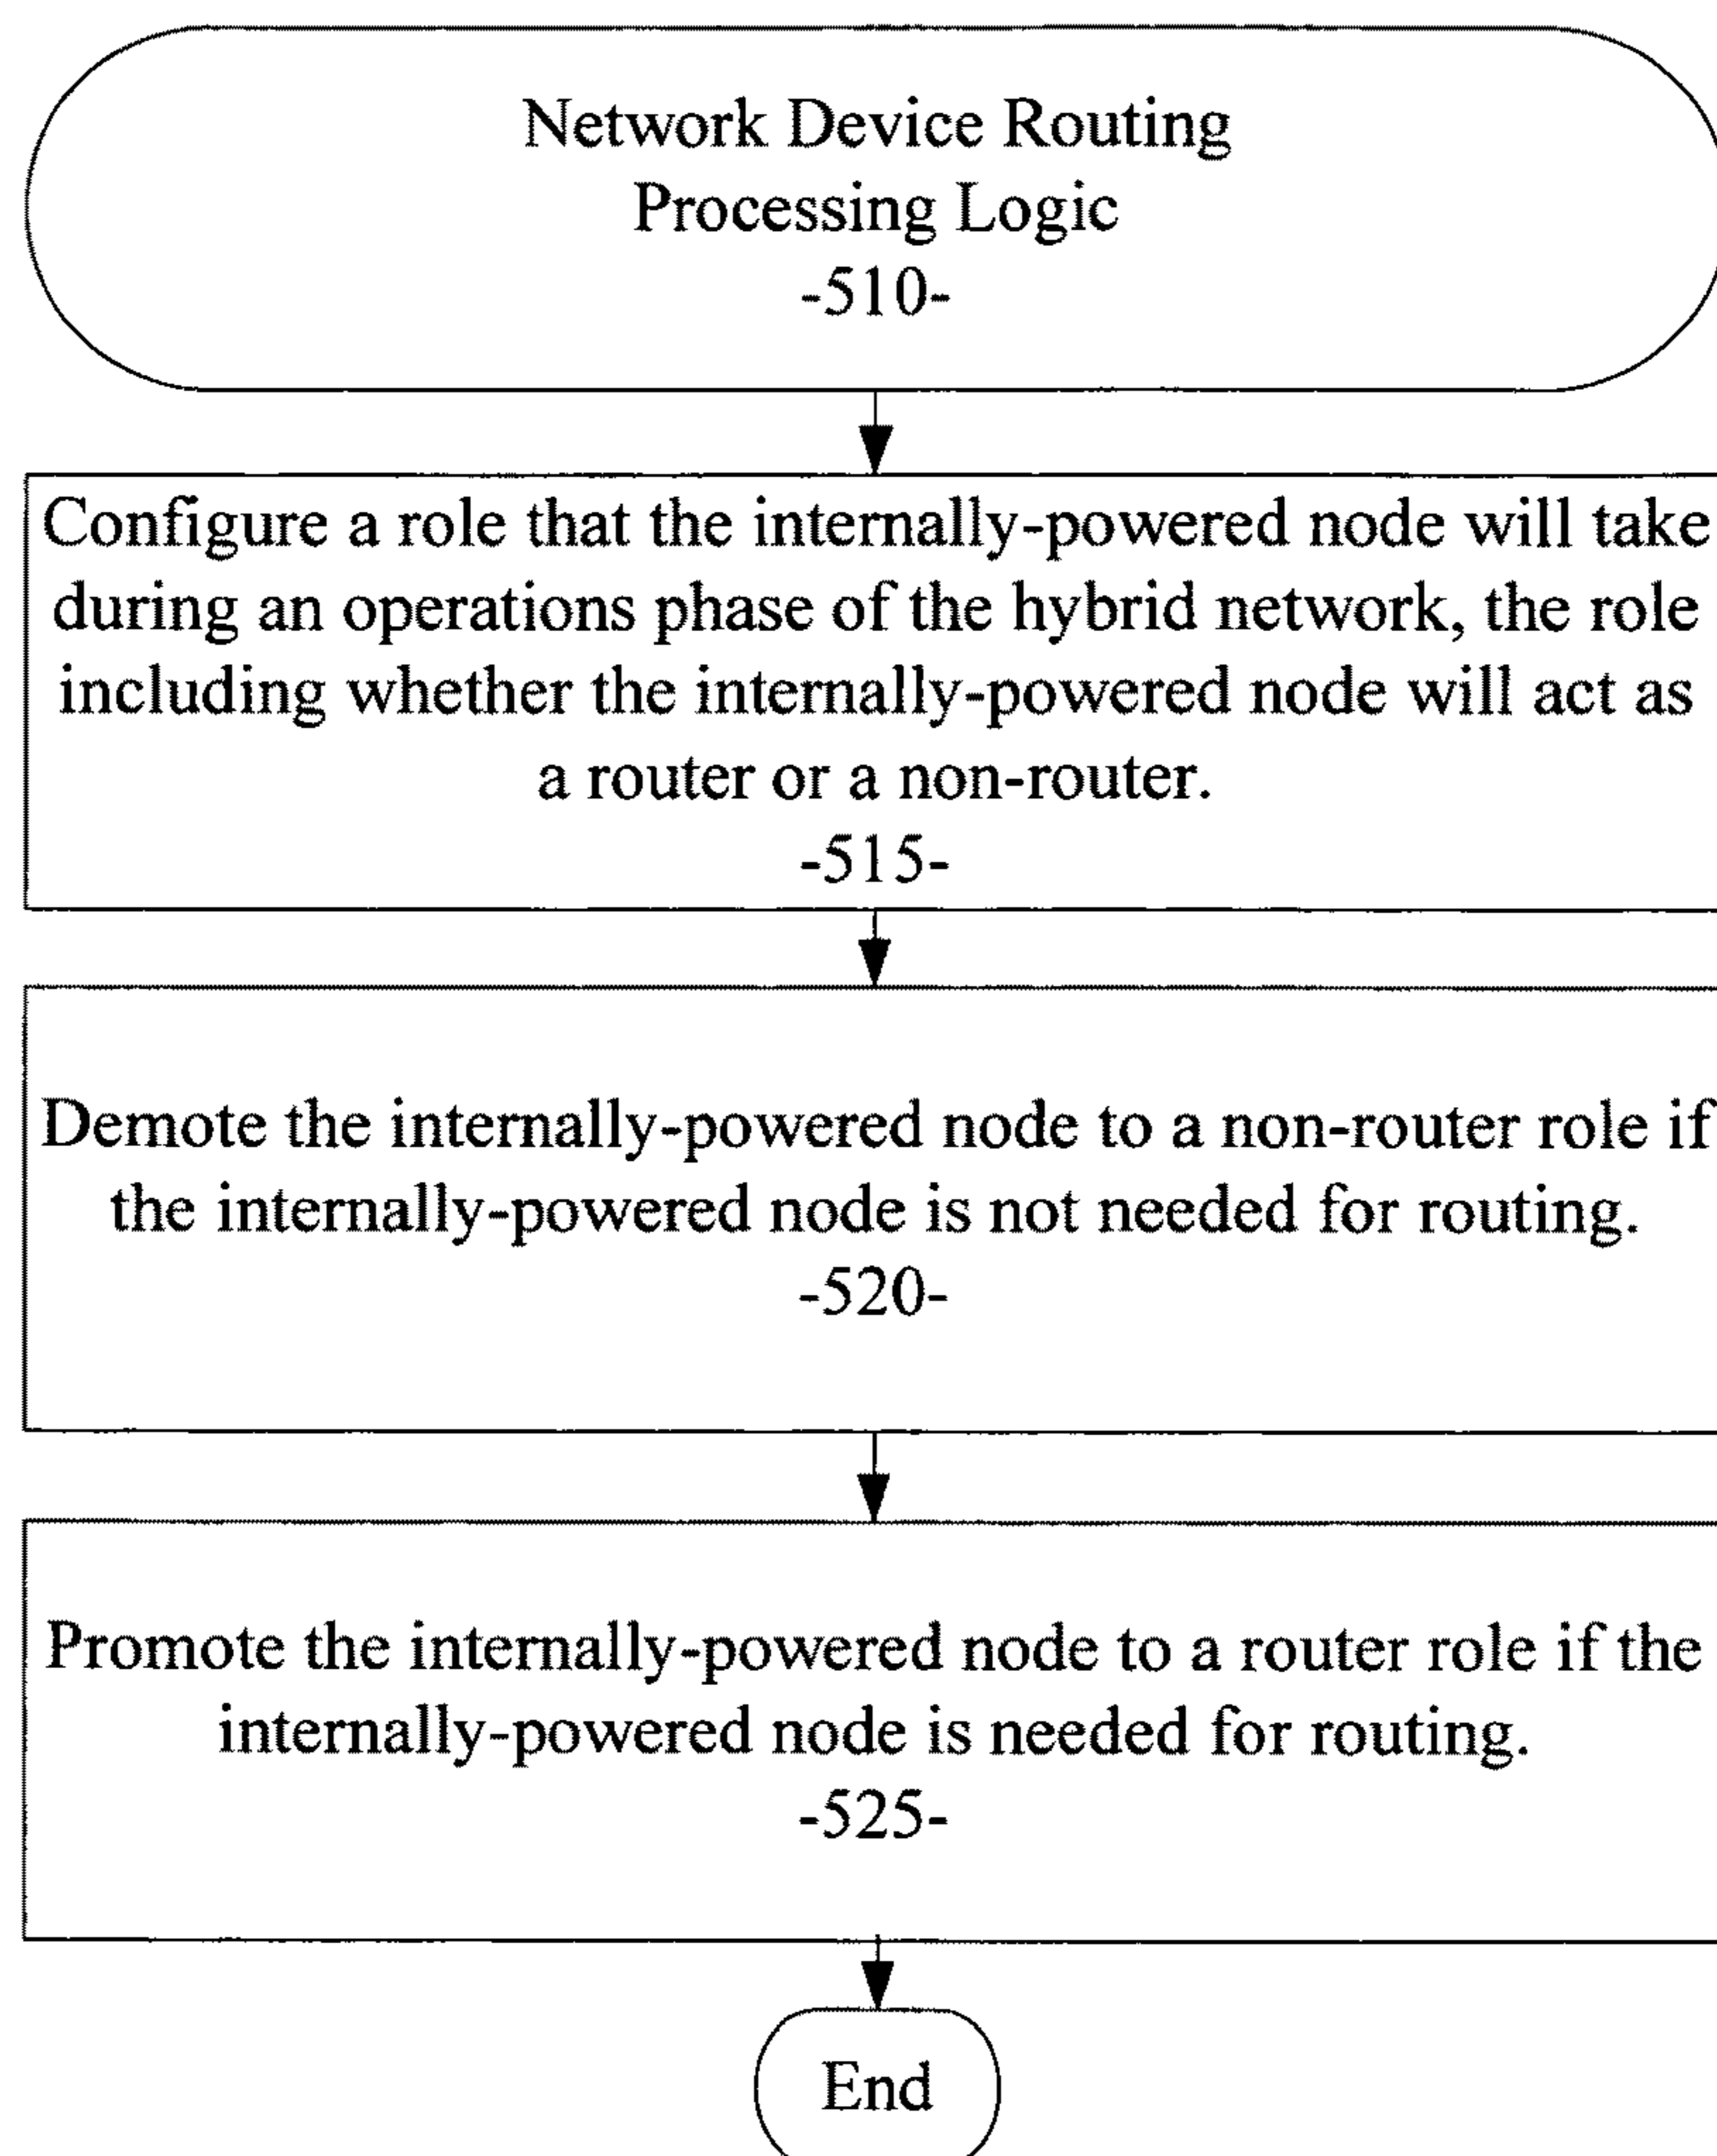 Network Device Routing
Processing Logic
-510-
Configure a role that the internally-powered node will take
during an operations phase of the hybrid network, the role
including whether the internally-powered node will act as
a router or a non-router.
-515-
Demote the internally-powered node to a non-router role if
the internally-powered node is not needed for routing.
-520-
Promote the internally-powered node to a router role if the
internally-powered node is needed for routing.
-525-
End